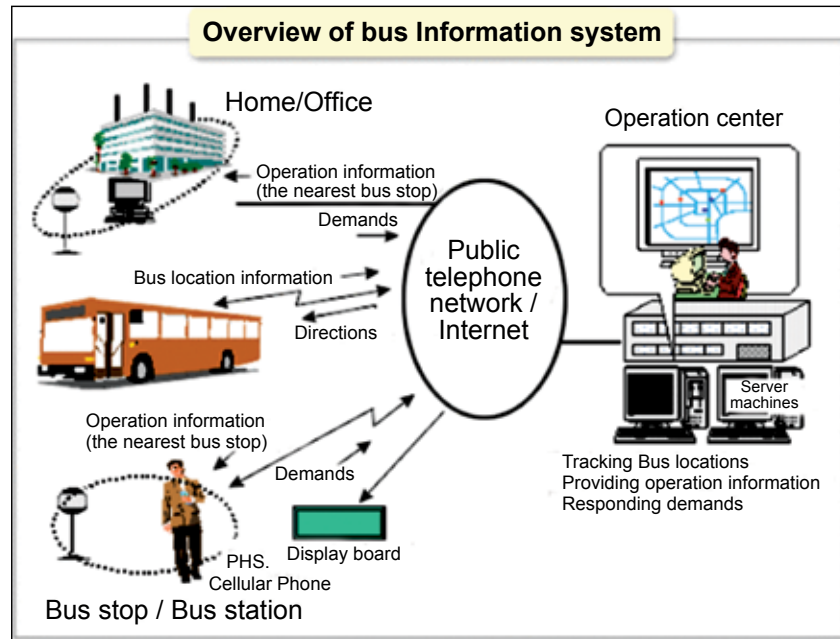 Overview of bus Information system
Home/Office
Operation center
Operation information
(the nearest bus stop)
Demands
Public
telephone
network /
Internet
Bus location information
Directions
Server
machines
Operation information
(the nearest bus stop)
Demands
Tracking Bus locations
Providing operation information
Responding demands
Display board
PHS.
Cellular Phone
Bus stop / Bus station